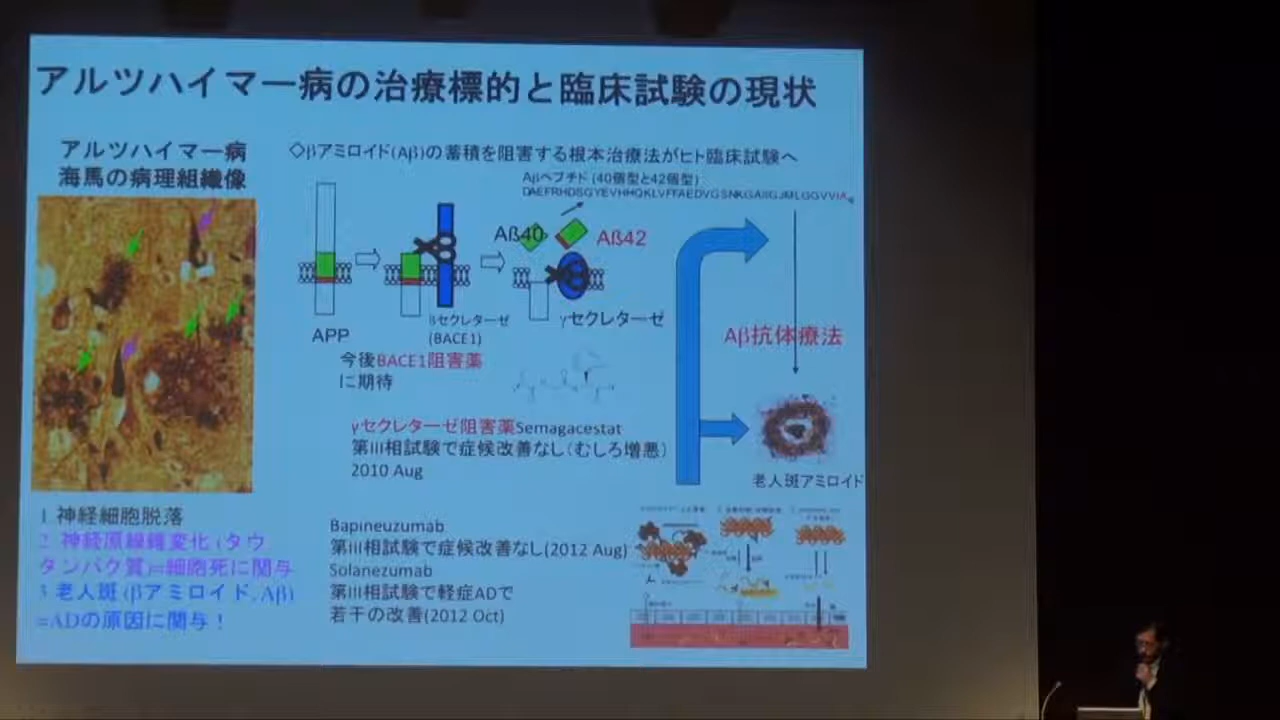 アルツハイマー病の治療標的と臨床試験の現状
アルツハイマー病
海馬の病理組織像
◇βアミロイド(Aβ)の蓄積を阻害する根本治療法がヒト臨床試験へ
Aβペプチド (40個型と42個型)
Aß40
Aß42
APP
ßセクレターゼ
(BACE1)
γセクレターゼ
今後BACE1阻害薬
に期待
Aβ抗体療法
γセクレターゼ阻害薬Semagacestat
第III相試験で症候改善なし(むしろ増悪)
2010 Aug
老人斑アミロイド
1 神経細胞脱落
2. 神経原線維変化 (タウ
タンパク質)=細胞死に関与
3 老人斑 (βアミロイド, Aβ)
=ADの原因に関与！
Bapineuzumab
第III相試験で症候改善なし(2012 Aug)
Solanezumab
第III相試験で軽症ADで
若干の改善(2012 Oct)